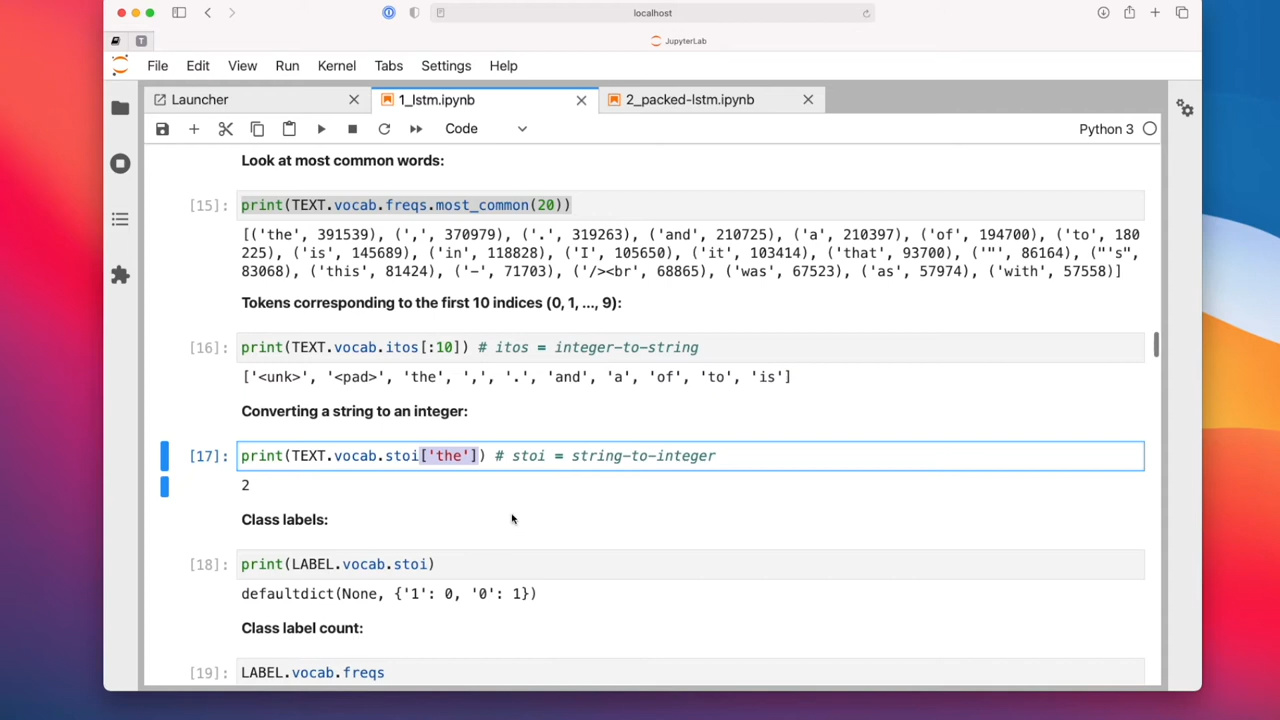 localhost
T
JupyterLab
File Edit View Run Kernel Tabs Settings Help
Launcher 1_lstm.ipynb 2_packed-lstm.ipynb
Code Python 3
Look at most common words:
[15]: print(TEXT.vocab.freqs.most_common(20))
[('the', 391539), (',', 370979), ('.', 319263), ('and', 210725), ('a', 210397), ('of', 194700), ('to', 180
225), ('is', 145689), ('in', 118828), ('I', 105650), ('it', 103414), ('that', 93700), ('"', 86164), ("'s",
83068), ('this', 81424), ('-', 71703), ('/><br', 68865), ('was', 67523), ('as', 57974), ('with', 57558)]
Tokens corresponding to the first 10 indices (0, 1, ..., 9):
[16]: print(TEXT.vocab.itos[:10]) # itos = integer-to-string
['<unk>', '<pad>', 'the', ',', '.', 'and', 'a', 'of', 'to', 'is']
Converting a string to an integer:
[17]: print(TEXT.vocab.stoi['the']) # stoi = string-to-integer
2
Class labels:
[18]: print(LABEL.vocab.stoi)
defaultdict(None, {'1': 0, '0': 1})
Class label count:
[19]: LABEL.vocab.freqs